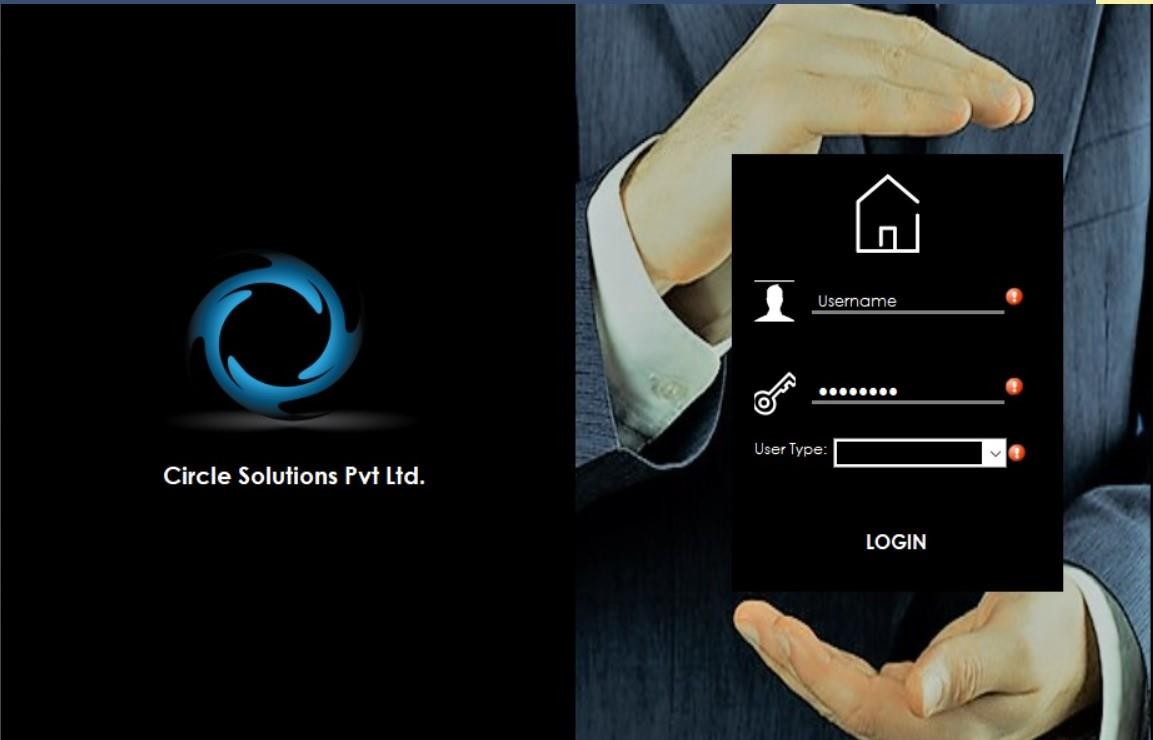 Circle Solutions Pvt Ltd.
Username
••••••••
User Type:
LOGIN